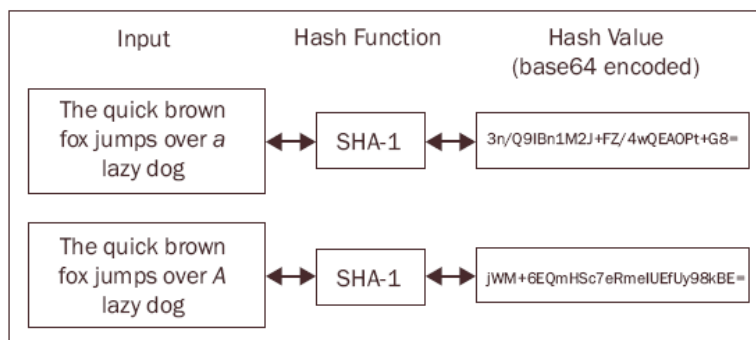 Input
Hash Function
Hash Value
(base64 encoded)
The quick brown
fox jumps over a
lazy dog
SHA-1
3n/Q9IBn1M2J+FZ/4wQEAOPt+G8=
The quick brown
fox jumps over A
lazy dog
SHA-1
jWM+6EQmHSc7eRmeIUEfUy98kBE=